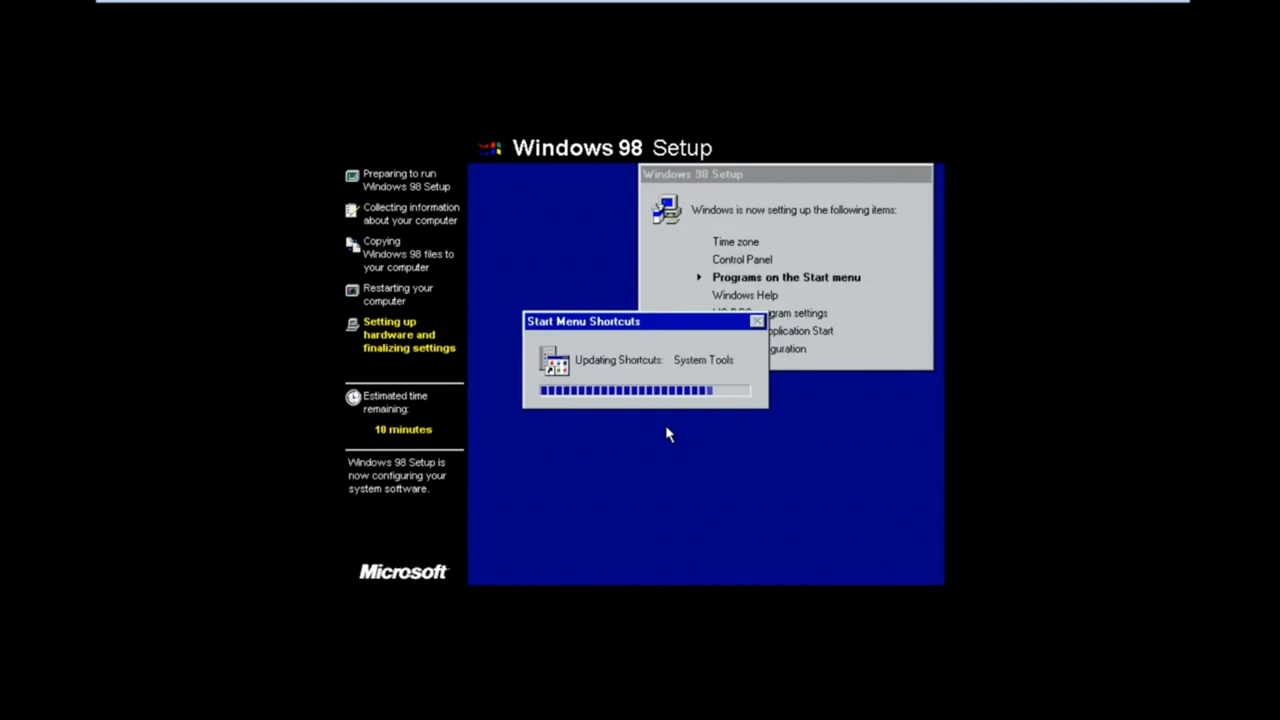 Windows 98 Setup
Preparing to run
Windows 98 Setup
Collecting information
about your computer
Copying
Windows 98 files to
your computer
Restarting your
computer
Setting up
hardware and
finalizing settings
Estimated time
remaining:
10 minutes
Windows 98 Setup is
now configuring your
system software.
Microsoft
Windows 98 Setup
Windows is now setting up the following items:
Time zone
Control Panel
Programs on the Start menu
Windows Help
program settings
Start
Start Menu Shortcuts
Updating Shortcuts: System Tools